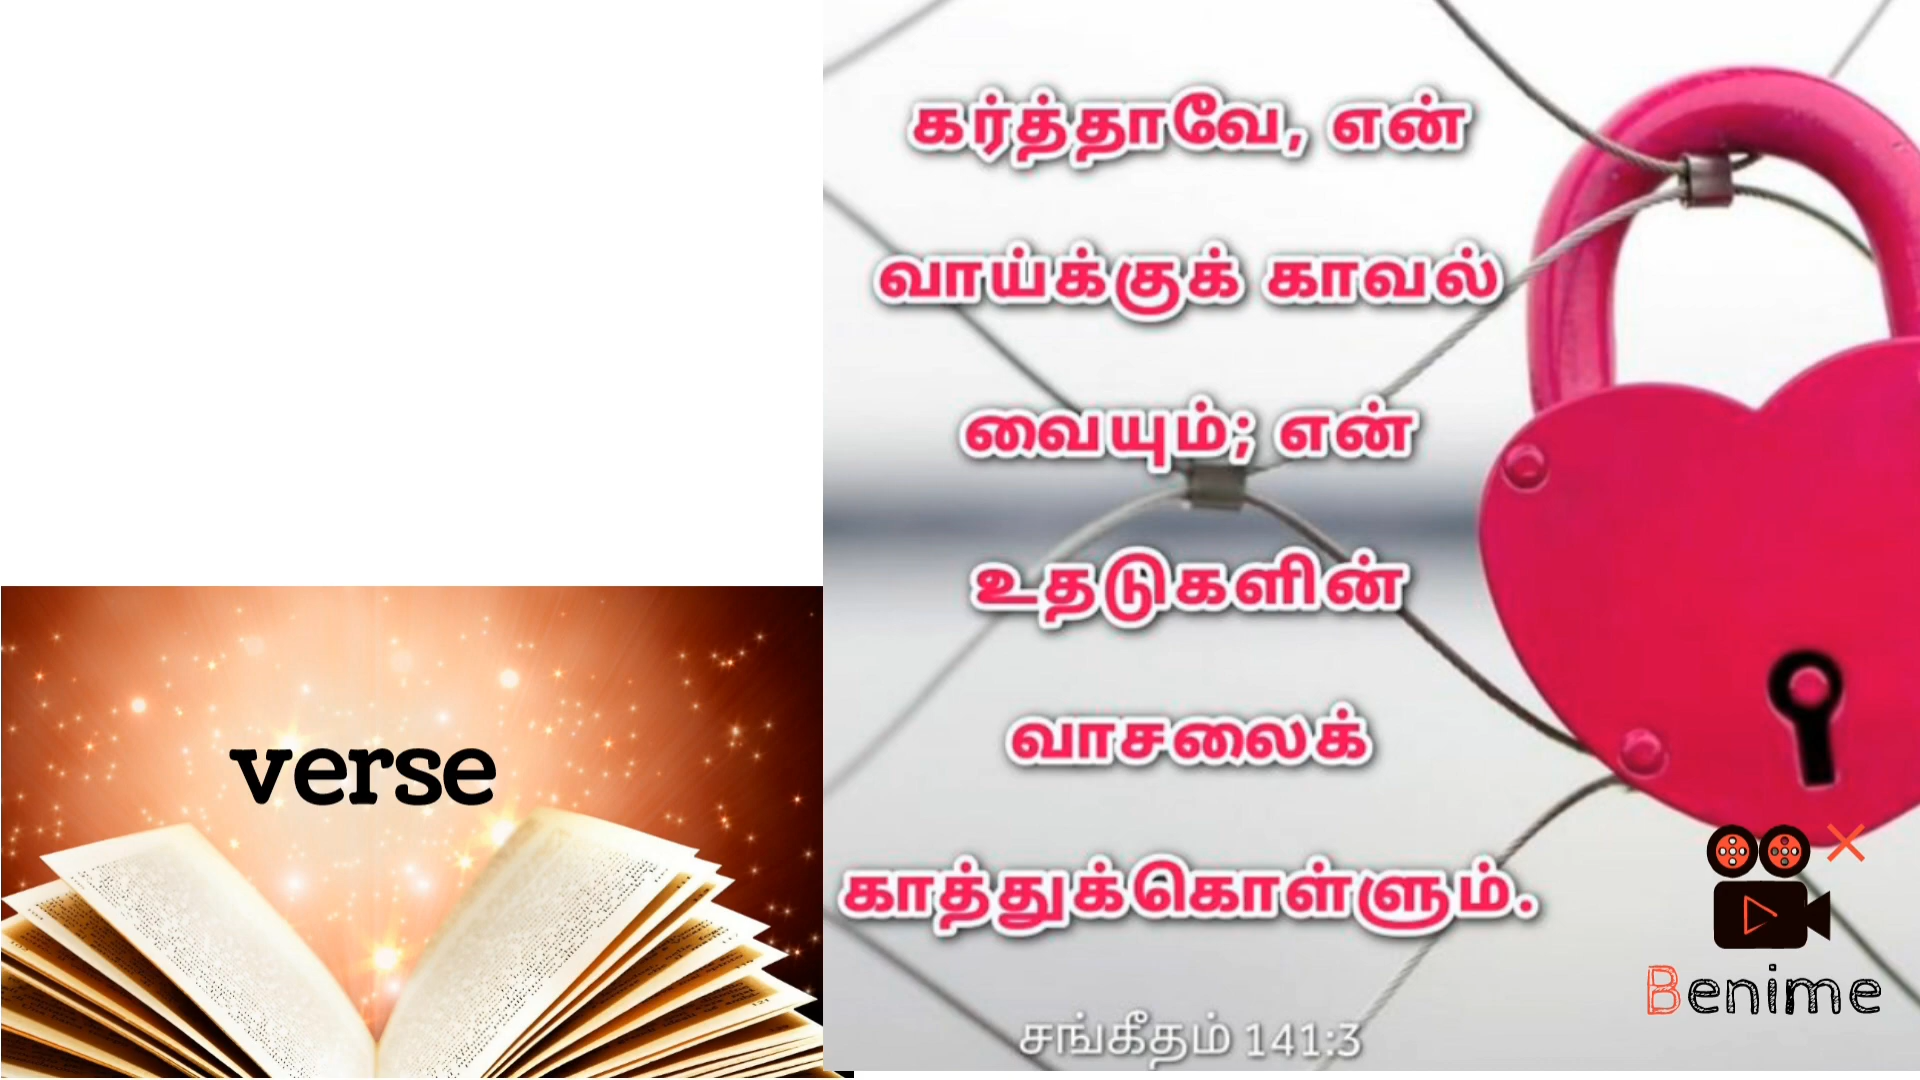 கர்த்தாவே, என்
வாய்க்குக் காவல்
வையும்; என்
உதடுகளின்
வாசலைக்
காத்துக்கொள்ளும்.
சங்கீதம் 141:3
verse
Benime